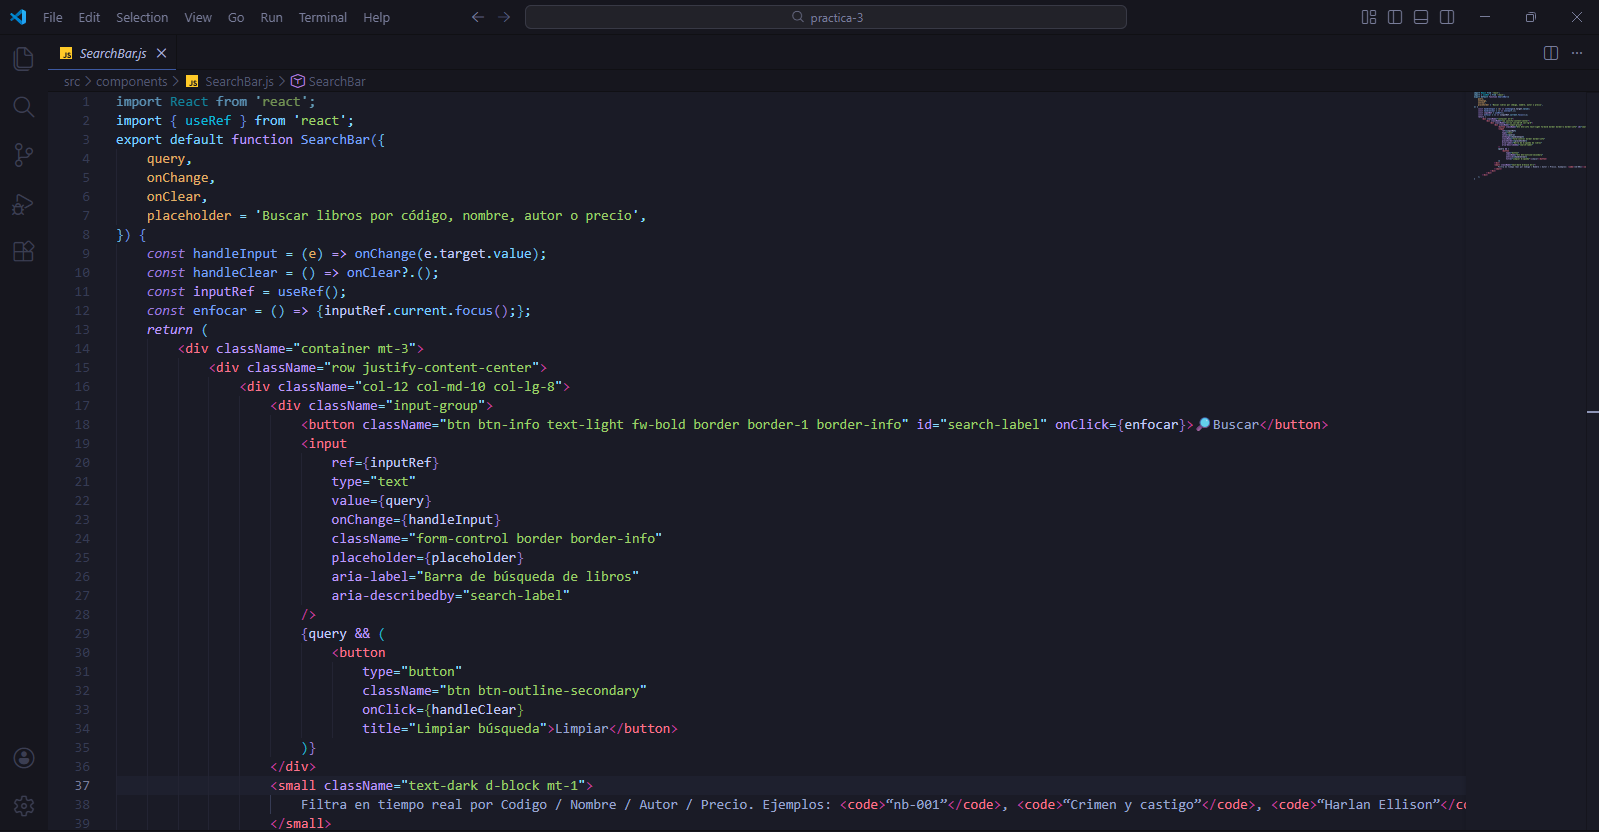 File Edit Selection View Go Run Terminal Help
practica-3
JS SearchBar.js
src > components > JS SearchBar.js > SearchBar
1 import React from 'react';
2 import { useRef } from 'react';
3 export default function SearchBar({
4 query,
5 onChange,
6 onClear,
7 placeholder = 'Buscar libros por código, nombre, autor o precio',
8 }) {
9 const handleInput = (e) => onChange(e.target.value);
10 const handleClear = () => onClear?.();
11 const inputRef = useRef();
12 const enfocar = () => {inputRef.current.focus();};
13 return (
14 <div className="container mt-3">
15 <div className="row justify-content-center">
16 <div className="col-12 col-md-10 col-lg-8">
17 <div className="input-group">
18 <button className="btn btn-info text-light fw-bold border border-1 border-info" id="search-label" onClick={enfocar}>🔎Buscar</button>
19 <input
20 ref={inputRef}
21 type="text"
22 value={query}
23 onChange={handleInput}
24 className="form-control border border-info"
25 placeholder={placeholder}
26 aria-label="Barra de búsqueda de libros"
27 aria-describedby="search-label"
28 />
29 {query && (
30 <button
31 type="button"
32 className="btn btn-outline-secondary"
33 onClick={handleClear}
34 title="Limpiar búsqueda">Limpiar</button>
35 )}
36 </div>
37 <small className="text-dark d-block mt-1">
38 Filtra en tiempo real por Codigo / Nombre / Autor / Precio. Ejemplos: <code>“nb-001”</code>, <code>“Crimen y castigo”</code>, <code>“Harlan Ellison”</co
39 </small>